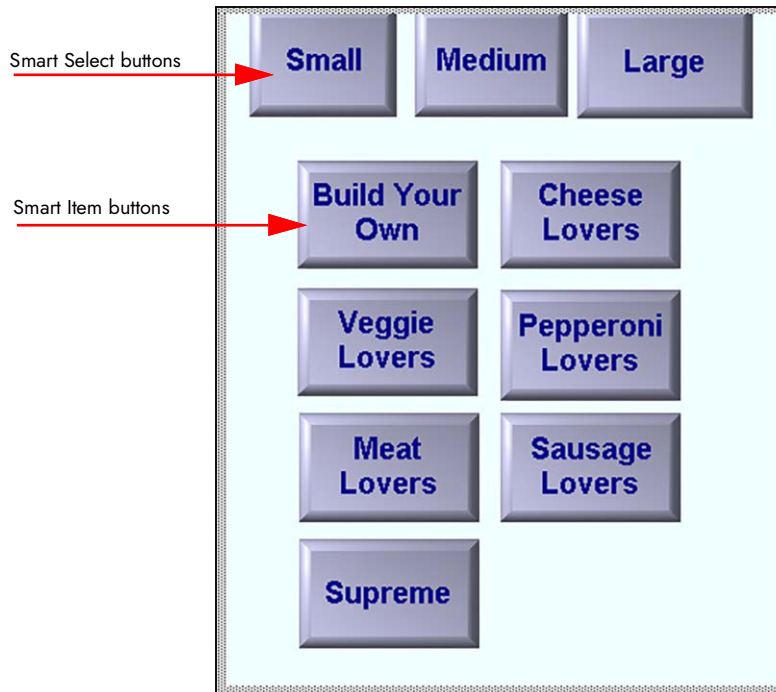 Smart Select buttons
Small
Medium
Large
Smart Item buttons
Build Your
Own
Cheese
Lovers
Veggie
Lovers
Pepperoni
Lovers
Meat
Lovers
Sausage
Lovers
Supreme